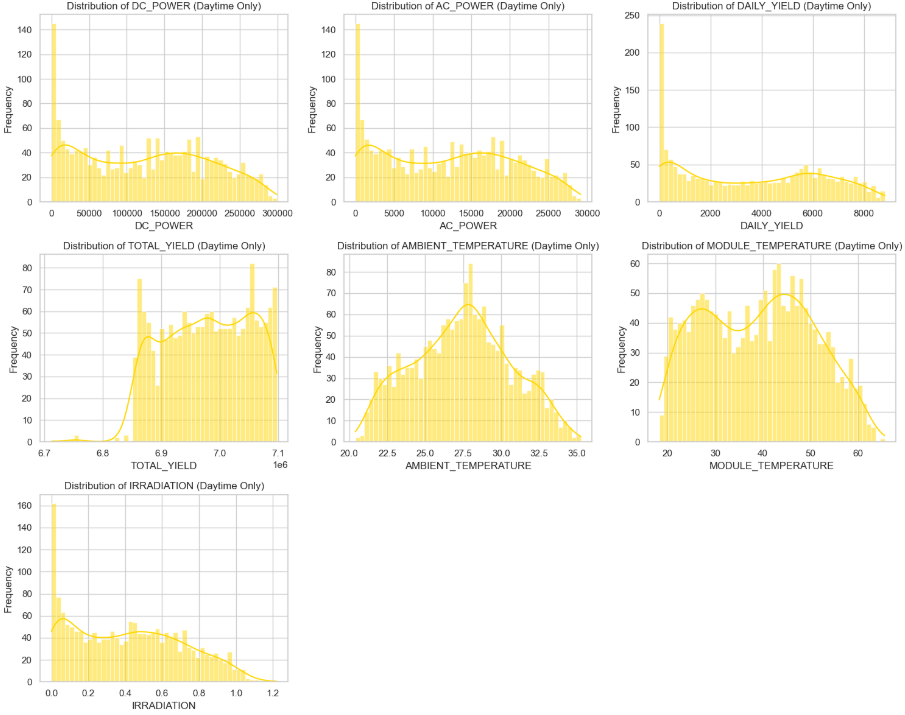 Distribution of DC_POWER (Daytime Only)
Distribution of AC_POWER (Daytime Only)
Distribution of DAILY_YIELD (Daytime Only)
Frequency
140
120
100
80
60
40
20
0
0 50000 100000 150000 200000 250000 300000
DC_POWER
Frequency
140
120
100
80
60
40
20
0
0 5000 10000 15000 20000 25000 30000
AC_POWER
Frequency
250
200
150
100
50
0
0 2000 4000 6000 8000
DAILY_YIELD
Distribution of TOTAL_YIELD (Daytime Only)
Distribution of AMBIENT_TEMPERATURE (Daytime Only)
Distribution of MODULE_TEMPERATURE (Daytime Only)
Frequency
80
70
60
50
40
30
20
10
0
6.7 6.8 6.9 7.0 7.1
1e6
TOTAL_YIELD
Frequency
80
70
60
50
40
30
20
10
0
20.0 22.5 25.0 27.5 30.0 32.5 35.0
AMBIENT_TEMPERATURE
Frequency
60
50
40
30
20
10
0
20 30 40 50 60
MODULE_TEMPERATURE
Distribution of IRRADIATION (Daytime Only)
Frequency
160
140
120
100
80
60
40
20
0
0.0 0.2 0.4 0.6 0.8 1.0 1.2
IRRADIATION